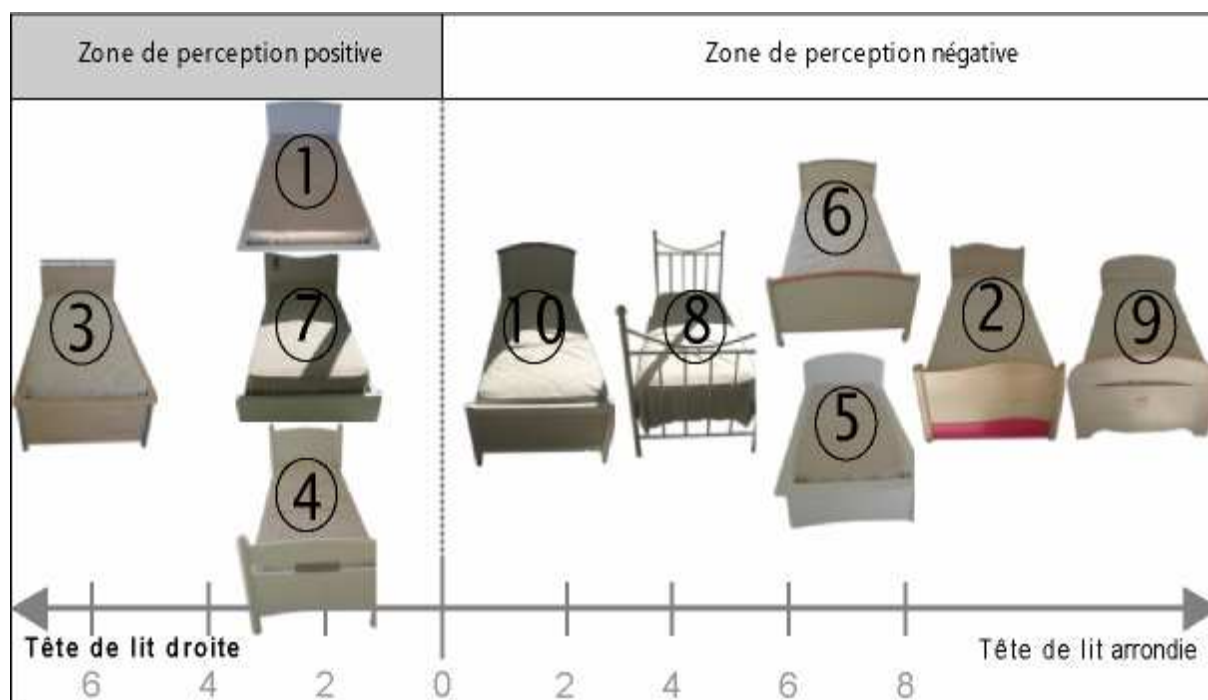 Zone de perception positive
Zone de perception négative
1
6
3
7
10
8
2
9
5
4
Tête de lit droite
Tête de lit arrondie
6 4 2 0 2 4 6 8